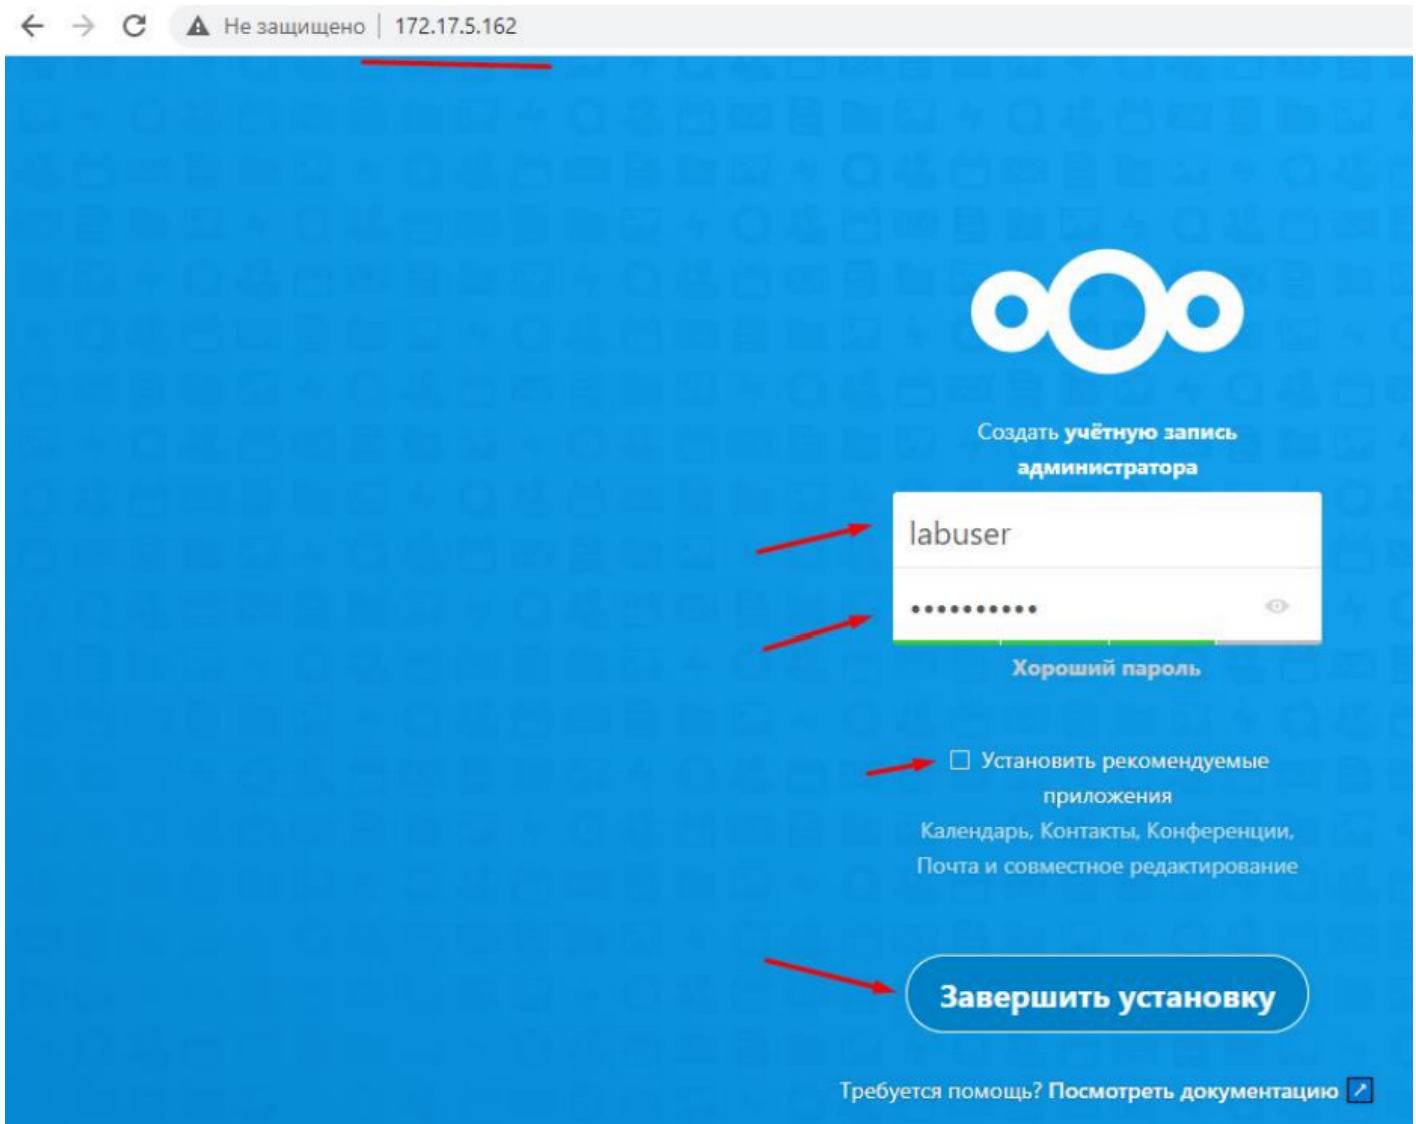 Не защищено | 172.17.5.162
Создать учётную запись
администратора
labuser
••••••••••
Хороший пароль
Установить рекомендуемые
приложения
Календарь, Контакты, Конференции,
Почта и совместное редактирование
Завершить установку
Требуется помощь? Посмотреть документацию